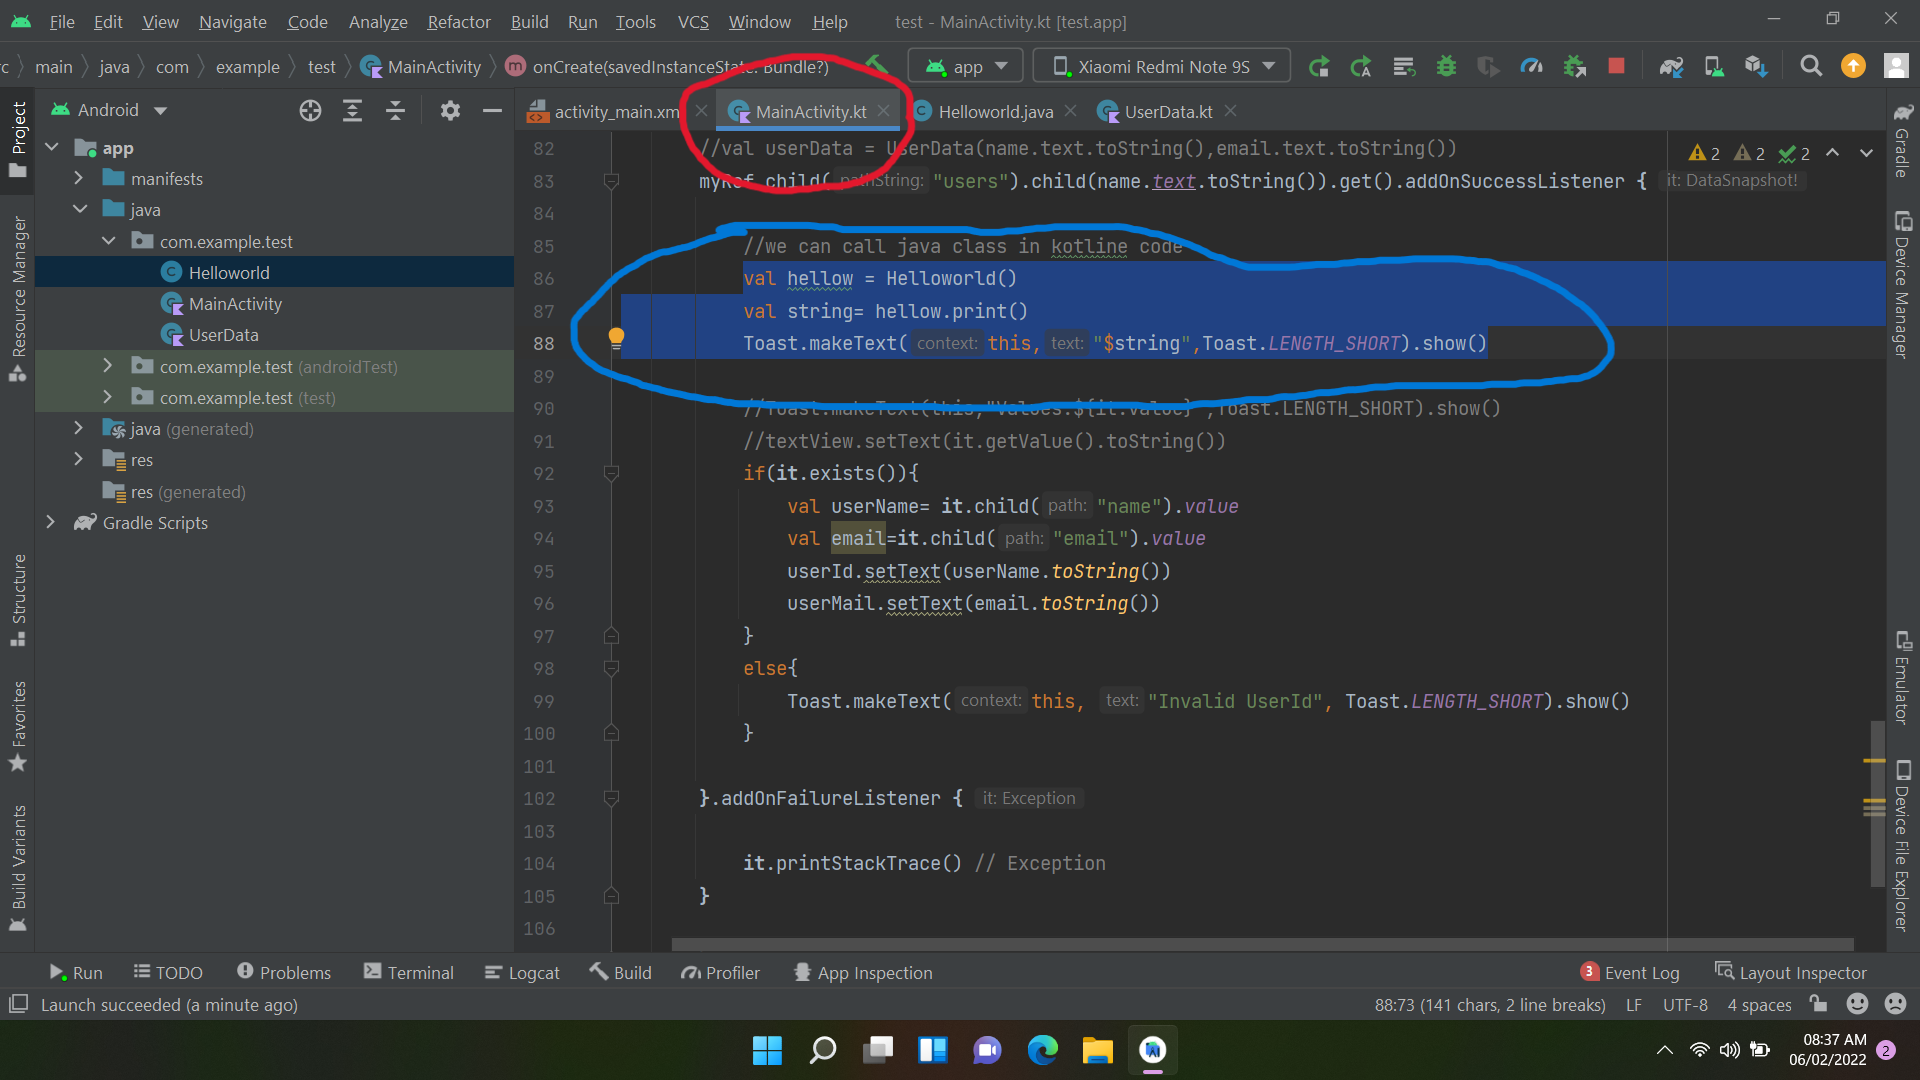 File Edit View Navigate Code Analyze Refactor Build Run Tools VCS Window Help test - MainActivity.kt [test.app]
main java com example test MainActivity onCreate(savedInstanceState: Bundle?) app Xiaomi Redmi Note 9S
Android
activity_main.xm MainActivity.kt Helloworld.java UserData.kt
Project
Resource Manager
Structure
Favorites
Build Variants
app
manifests
java
com.example.test
Helloworld
MainActivity
UserData
com.example.test (androidTest)
com.example.test (test)
java (generated)
res
res (generated)
Gradle Scripts
2 2 2
82 //val userData = UserData(name.text.toString(),email.text.toString())
83 myRef.child( pathString: "users").child(name.text.toString()).get().addOnSuccessListener { it: DataSnapshot!
84
85 //we can call java class in kotline code
86 val hellow = Helloworld()
87 val string= hellow.print()
88 Toast.makeText( context: this, text: "$string",Toast.LENGTH_SHORT).show()
89
90 //Toast.makeText(this,"Values:${it.value}",Toast.LENGTH_SHORT).show()
91 //textView.setText(it.getValue().toString())
92 if(it.exists()){
93 val userName= it.child( path: "name").value
94 val email=it.child( path: "email").value
95 userId.setText(userName.toString())
96 userMail.setText(email.toString())
97 }
98 else{
99 Toast.makeText( context: this, text: "Invalid UserId", Toast.LENGTH_SHORT).show()
100 }
101
102 }.addOnFailureListener { it: Exception
103
104 it.printStackTrace() // Exception
105 }
106
Gradle
Device Manager
Emulator
Device File Explorer
Run TODO Problems Terminal Logcat Build Profiler App Inspection 3 Event Log Layout Inspector
Launch succeeded (a minute ago) 88:73 (141 chars, 2 line breaks) LF UTF-8 4 spaces
08:37 AM
06/02/2022 2